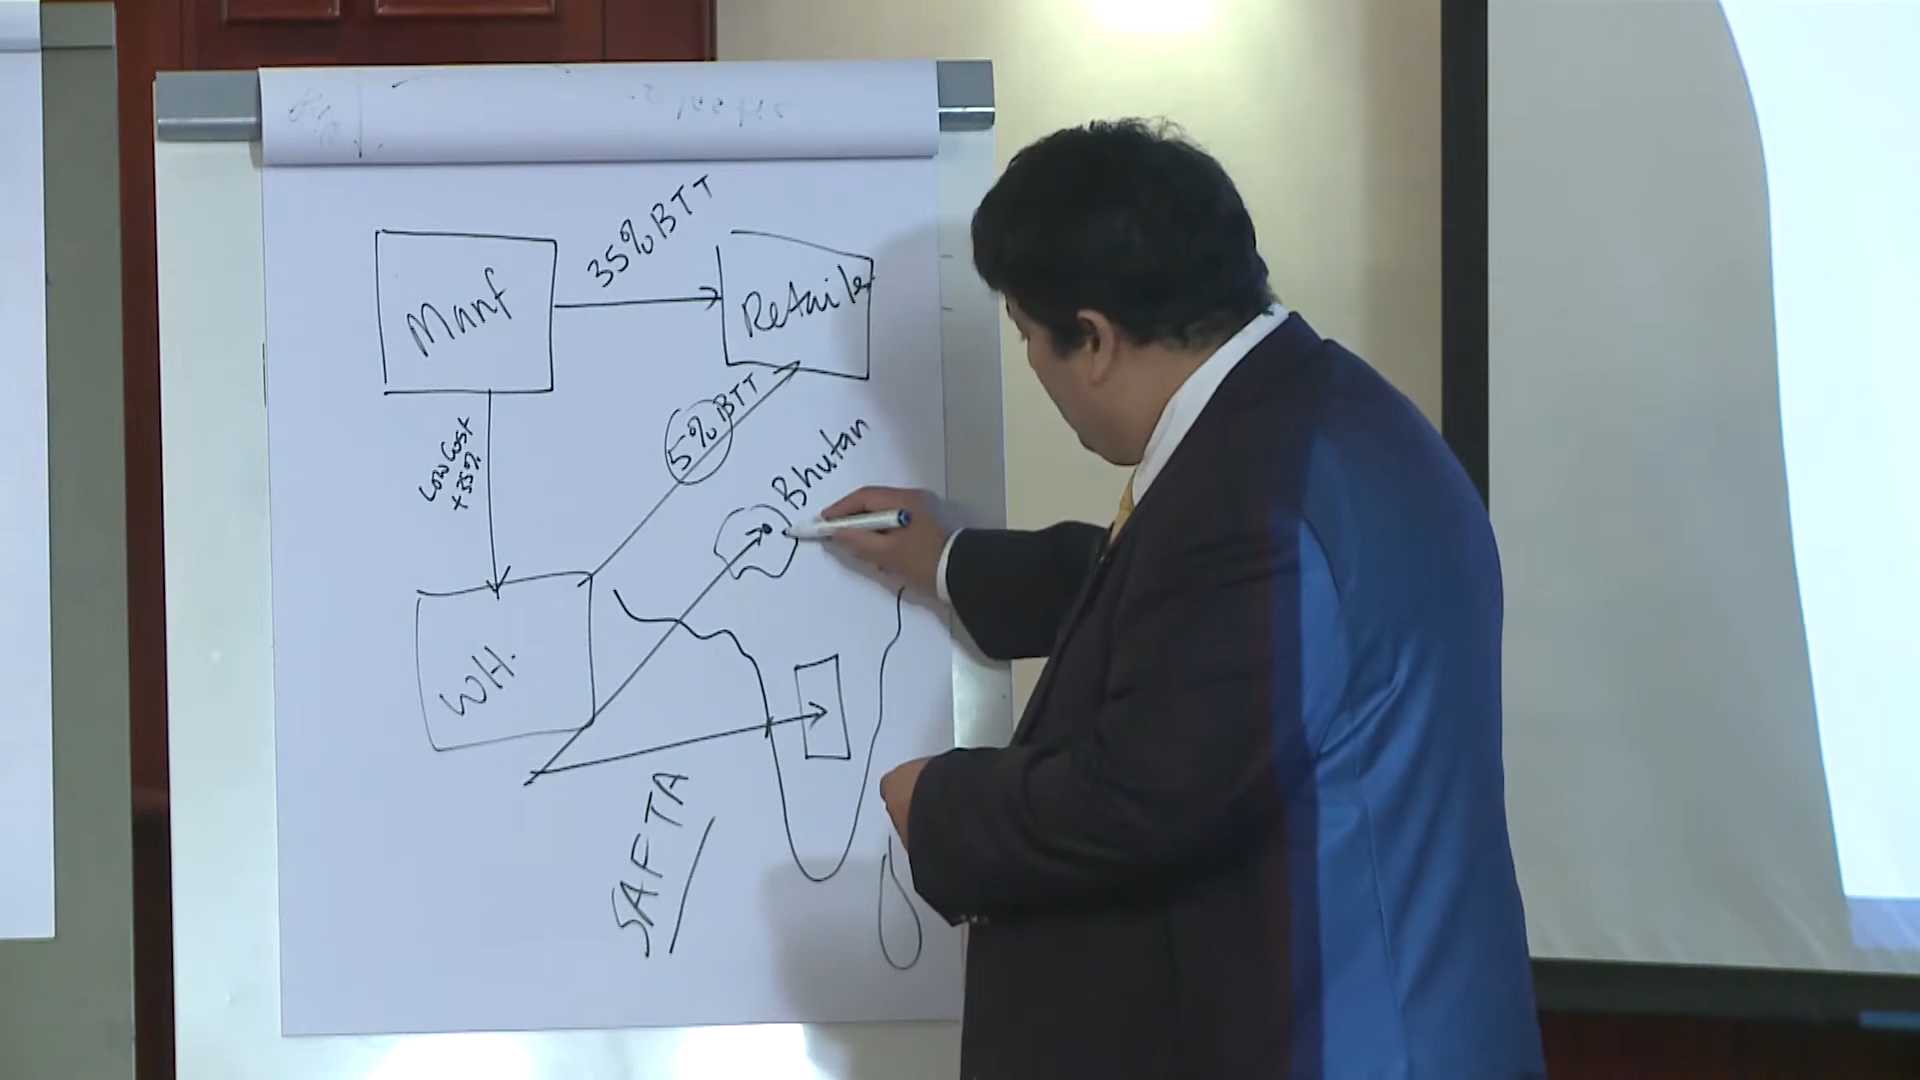 35% BTT
Manf
Retailer
5% BTT
Low Cost
+35%
Bhutan
WH.
SAFTA